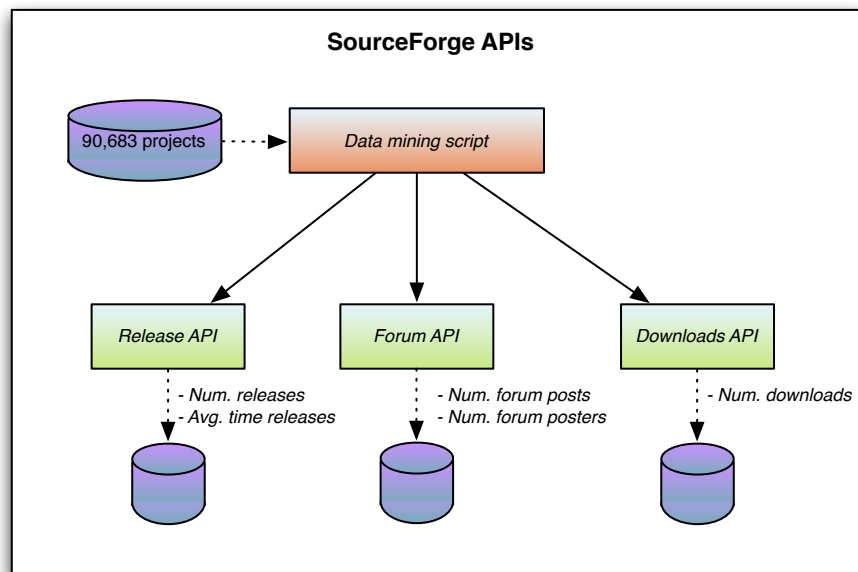 SourceForge APIs
90,683 projects
Data mining script
Release API
Forum API
Downloads API
- Num. releases
- Avg. time releases
- Num. forum posts
- Num. forum posters
- Num. downloads